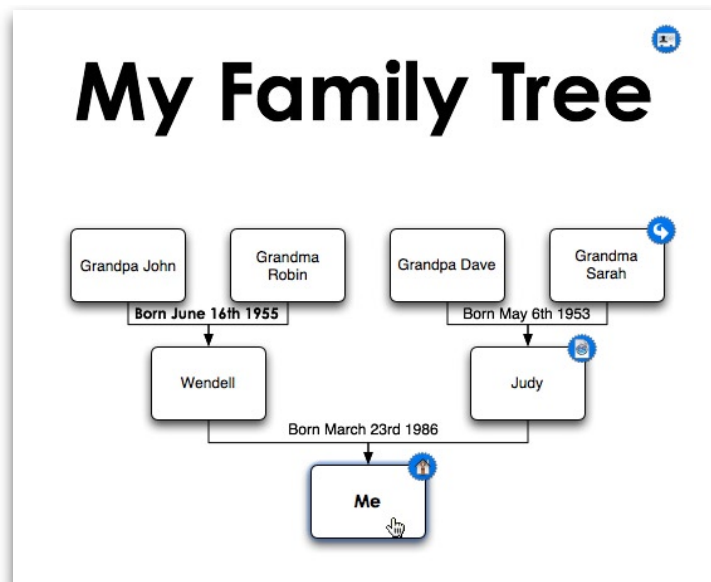 My Family Tree
Grandpa John
Grandma
Robin
Grandpa Dave
Grandma
Sarah
Born June 16th 1955
Born May 6th 1953
Wendell
Judy
Born March 23rd 1986
Me